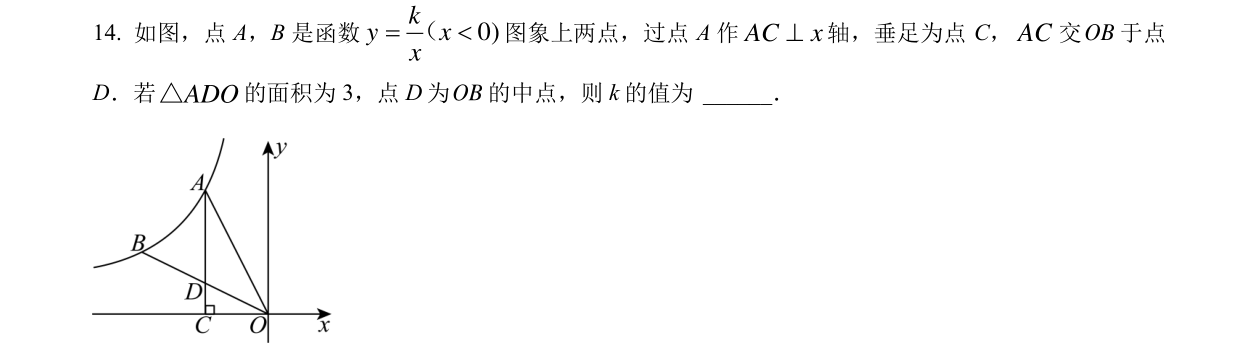 14. 如图，点 A，B 是函数 y = k/x (x < 0) 图象上两点，过点 A 作 AC ⊥ x 轴，垂足为点 C， AC 交 OB 于点
D．若 △ADO 的面积为 3，点 D 为 OB 的中点，则 k 的值为 ______．
y
A
B
D
C
O
x